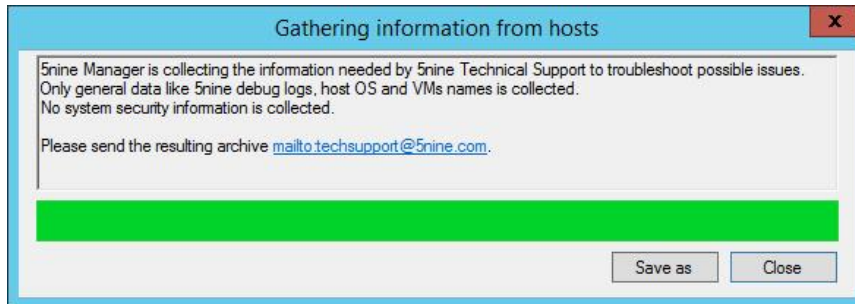 Gathering information from hosts
x
5nine Manager is collecting the information needed by 5nine Technical Support to troubleshoot possible issues.
Only general data like 5nine debug logs, host OS and VMs names is collected.
No system security information is collected.
Please send the resulting archive mailto:techsupport@5nine.com.
Save as
Close